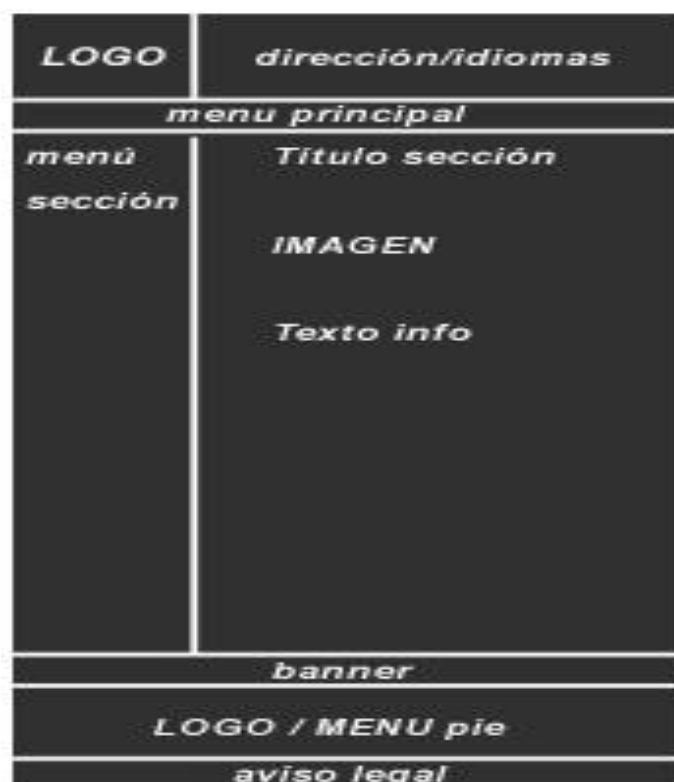 LOGO
dirección/idiomas
menu principal
menú
sección
Título sección
IMAGEN
Texto info
banner
LOGO / MENU pie
aviso legal